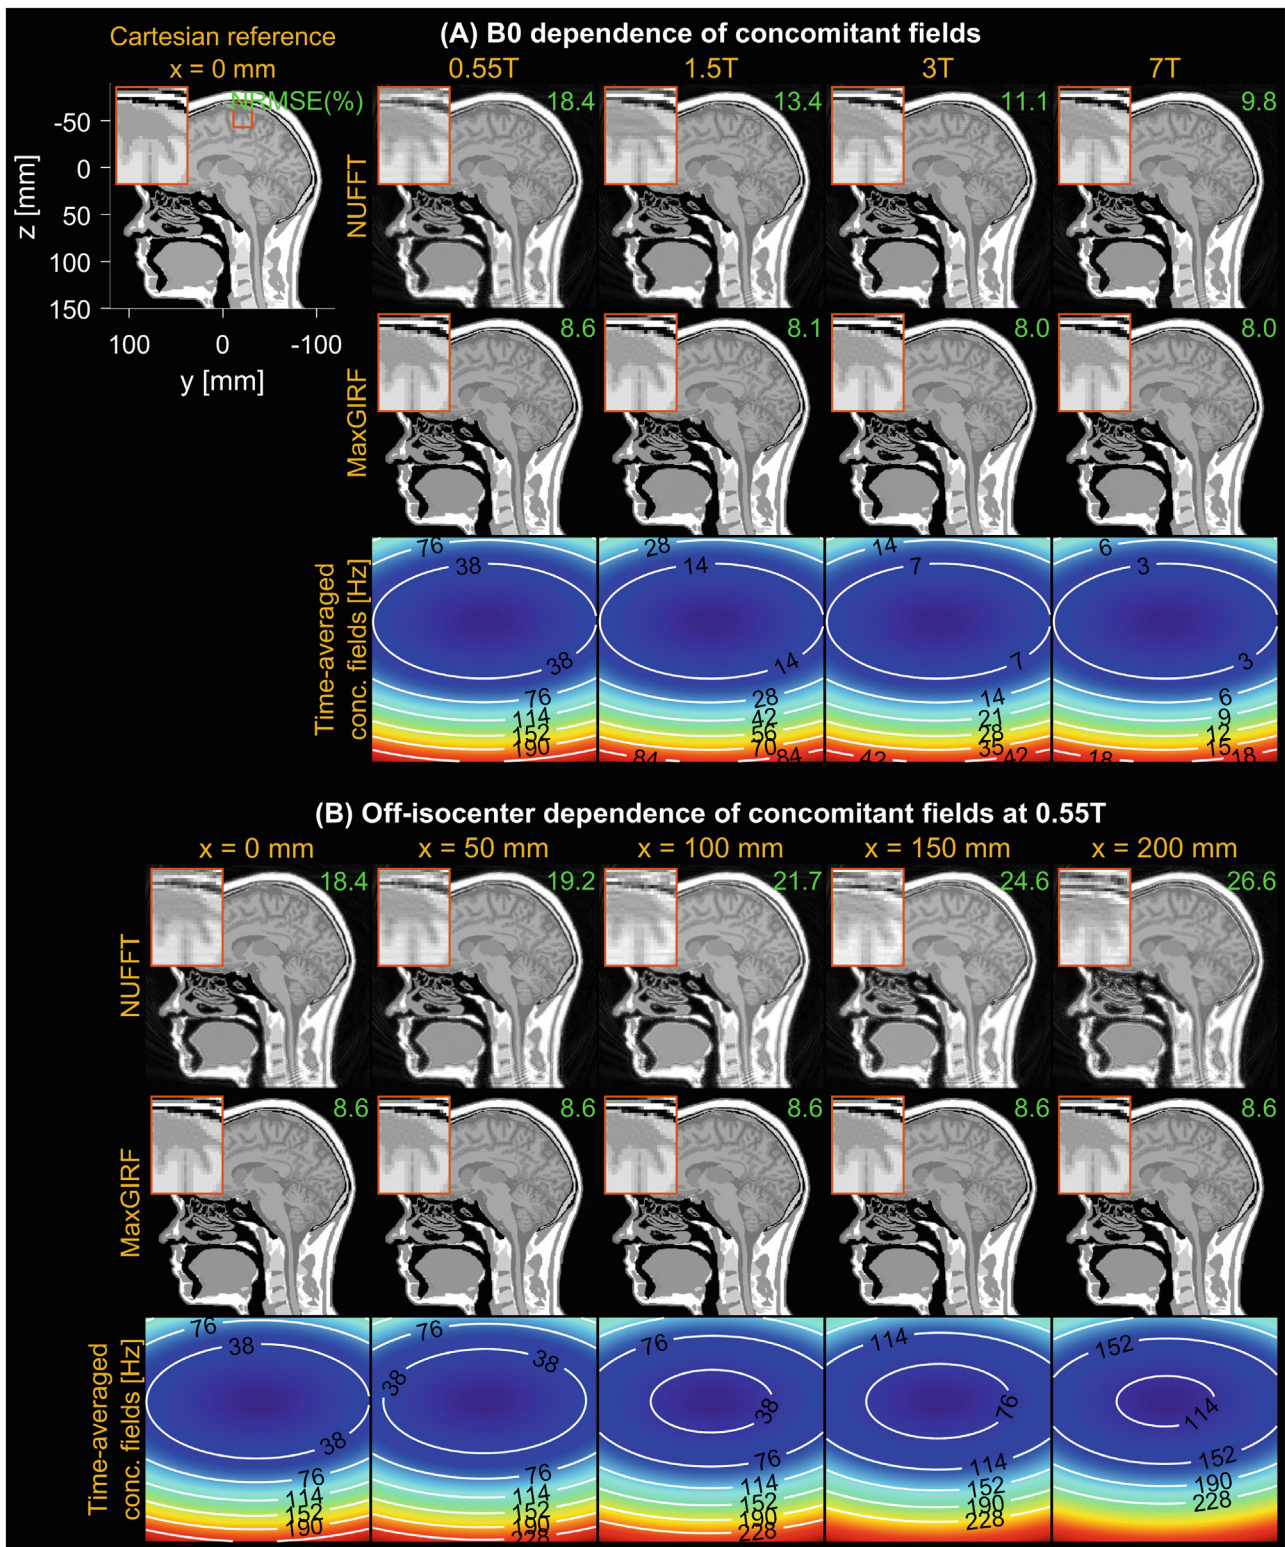 Cartesian reference
x = 0 mm
NRMSE(%)
-50
0
50
100
150
z [mm]
100 0 -100
y [mm]
(A) B0 dependence of concomitant fields
0.55T 1.5T 3T 7T
NUFFT
18.4 13.4 11.1 9.8
MaxGIRF
8.6 8.1 8.0 8.0
Time-averaged
conc. fields [Hz]
76 28 14 6
38 14 7 3
38 14 7 3
76 28 14 6
114 42 21 9
152 56 28 12
190 70 35 15
84 84 42 42 18 18
(B) Off-isocenter dependence of concomitant fields at 0.55T
x = 0 mm x = 50 mm x = 100 mm x = 150 mm x = 200 mm
NUFFT
18.4 19.2 21.7 24.6 26.6
MaxGIRF
8.6 8.6 8.6 8.6 8.6
Time-averaged
conc. fields [Hz]
76 76 76 114 152
38 38 38 38 76 114
38 76 76 114 152
76 114 114 152 190
114 152 152 190 228
152 190 190 228
190 228 228